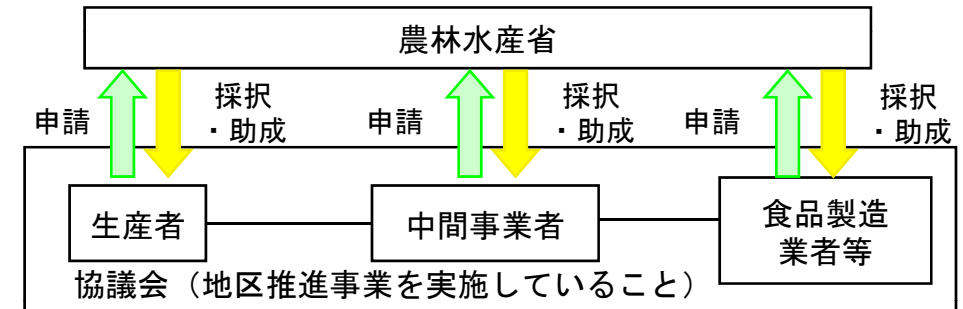 農林水産省
申請
採択
・助成
申請
採択
・助成
申請
採択
・助成
生産者
中間事業者
食品製造
業者等
協議会（地区推進事業を実施していること）